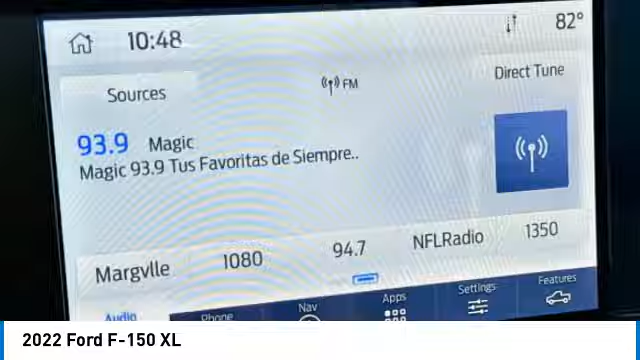 10:48
82°
Sources
FM
Direct Tune
93.9 Magic
Magic 93.9 Tus Favoritas de Siempre..
Margvlle 1080 94.7 NFLRadio 1350
Audio Phone Nav Apps Settings Features
2022 Ford F-150 XL